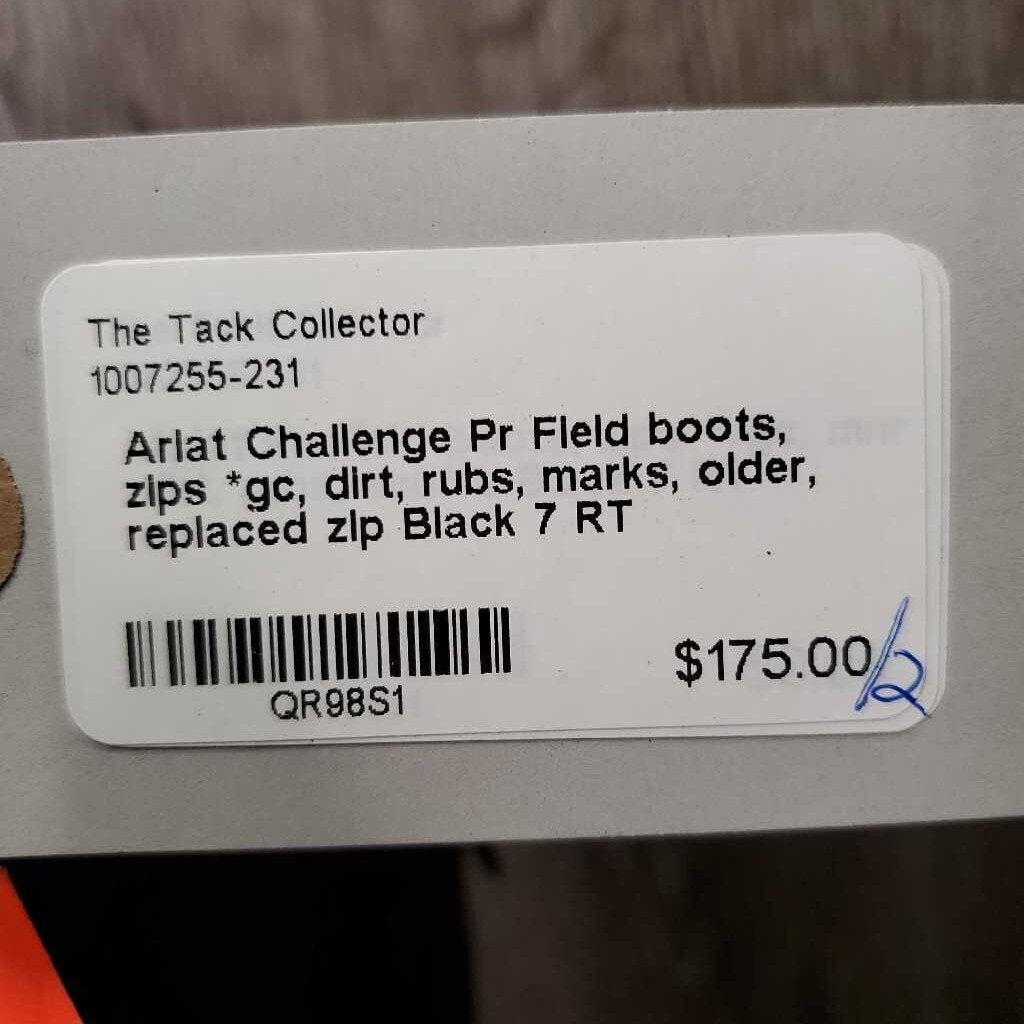 The Tack Collector
1007255-231
Ariat Challenge Pr Field boots,
zips *gc, dirt, rubs, marks, older,
replaced zip Black 7 RT
QR98S1
$175.00/2